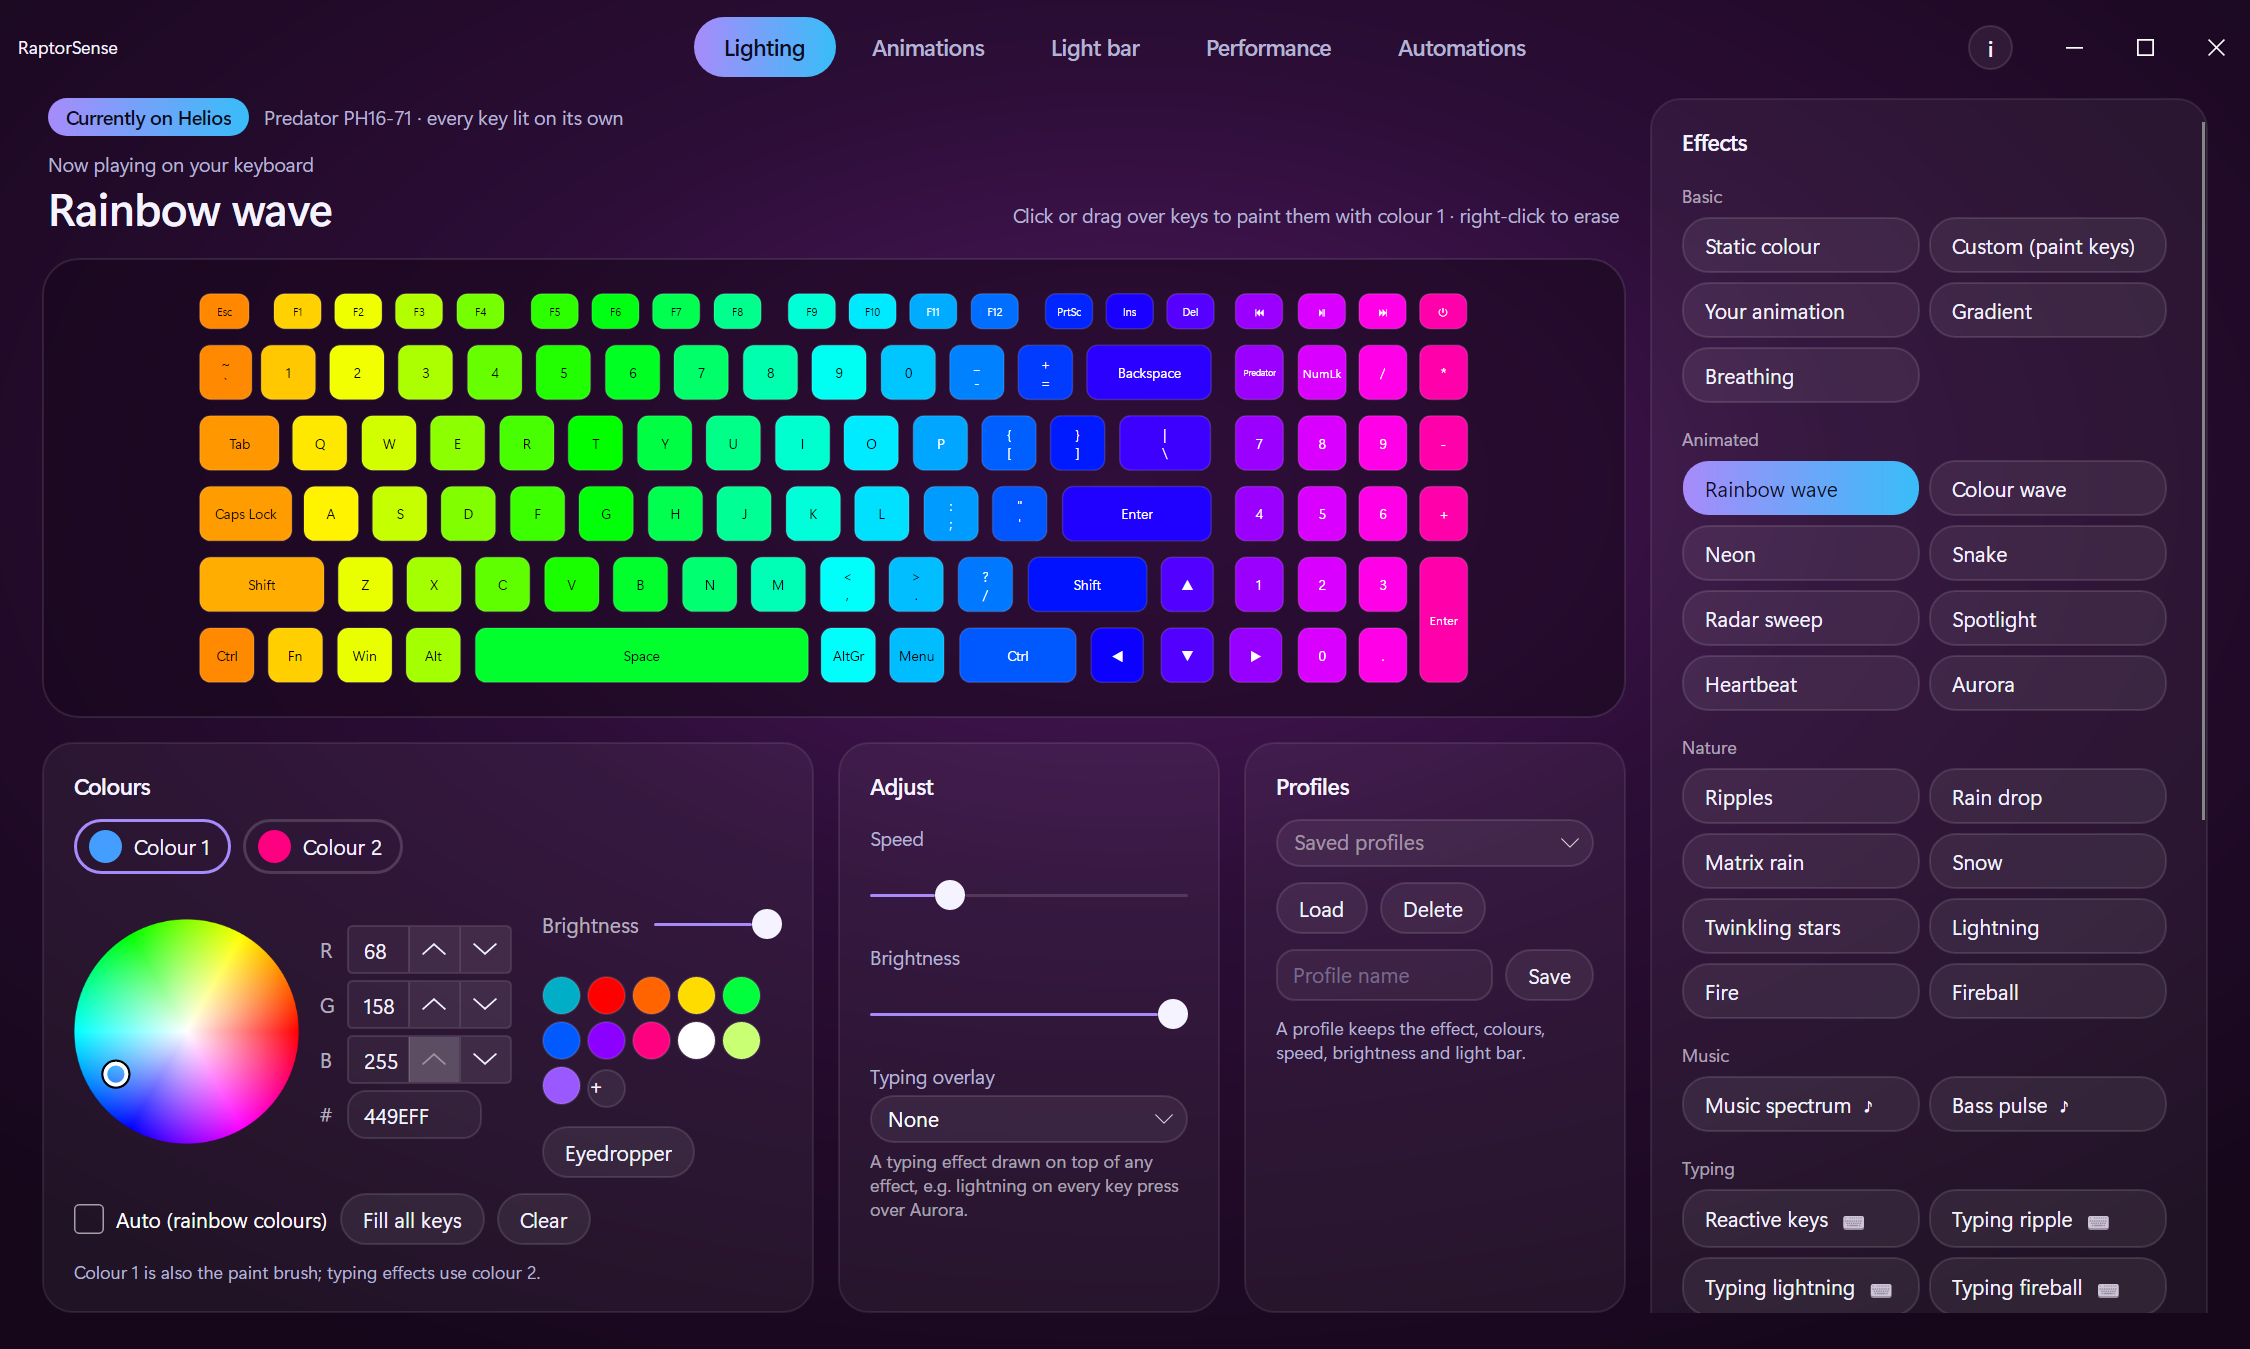 RaptorSense
Lighting
Animations
Light bar
Performance
Automations
i
Currently on Helios
Predator PH16-71 · every key lit on its own
Now playing on your keyboard
Rainbow wave
Click or drag over keys to paint them with colour 1 · right-click to erase
Esc F1 F2 F3 F4 F5 F6 F7 F8 F9 F10 F11 F12 PrtSc Ins Del ⏮ ⏯ ⏭ ⏻
~ ` 1 2 3 4 5 6 7 8 9 0 _ - + = Backspace Predator NumLk / *
Tab Q W E R T Y U I O P { [ } ] | \ 7 8 9 -
Caps Lock A S D F G H J K L : ; " ' Enter 4 5 6 +
Shift Z X C V B N M < , > . ? / Shift ▲ 1 2 3 Enter
Ctrl Fn Win Alt Space AltGr Menu Ctrl ◀ ▼ ▶ 0 .
Colours
Colour 1
Colour 2
R 68
G 158
B 255
# 449EFF
Brightness
+
Eyedropper
Auto (rainbow colours)
Fill all keys
Clear
Colour 1 is also the paint brush; typing effects use colour 2.
Adjust
Speed
Brightness
Typing overlay
None
A typing effect drawn on top of any
effect, e.g. lightning on every key press
over Aurora.
Profiles
Saved profiles
Load
Delete
Profile name
Save
A profile keeps the effect, colours,
speed, brightness and light bar.
Effects
Basic
Static colour
Custom (paint keys)
Your animation
Gradient
Breathing
Animated
Rainbow wave
Colour wave
Neon
Snake
Radar sweep
Spotlight
Heartbeat
Aurora
Nature
Ripples
Rain drop
Matrix rain
Snow
Twinkling stars
Lightning
Fire
Fireball
Music
Music spectrum ♪
Bass pulse ♪
Typing
Reactive keys
Typing ripple
Typing lightning
Typing fireball